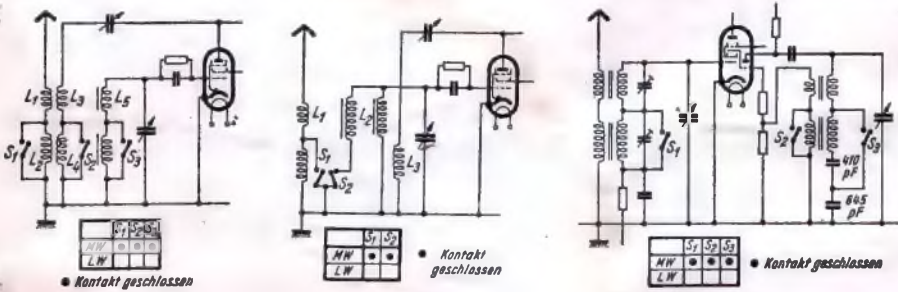 L₁
L₃
L₅
S₁
L₂
L₄
S₂
S₃
S₁ S₂ S₃
MW • • •
LW
• Kontakt geschlossen
L₁
L₂
S₁
S₂
L₃
S₁ S₂
MW • •
LW
• Kontakt geschlossen
S₁
S₂
S₃
410
pF
645
pF
S₁ S₂ S₃
MW • • •
LW
• Kontakt geschlossen